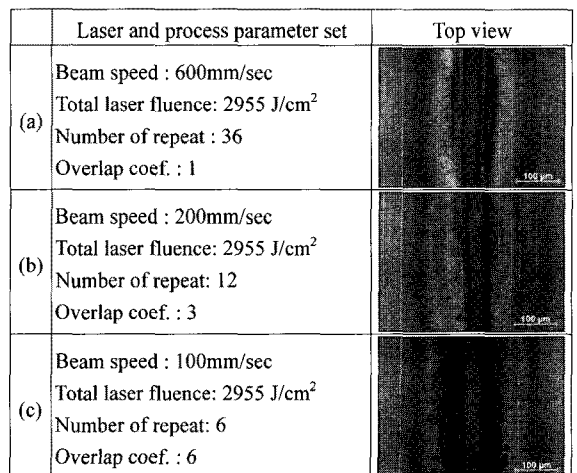 Laser and process parameter set
Top view
(a)
Beam speed : 600mm/sec
Total laser fluence: 2955 J/cm²
Number of repeat : 36
Overlap coef. : 1
100 μm
(b)
Beam speed : 200mm/sec
Total laser fluence: 2955 J/cm²
Number of repeat: 12
Overlap coef. : 3
100 μm
(c)
Beam speed : 100mm/sec
Total laser fluence: 2955 J/cm²
Number of repeat: 6
Overlap coef. : 6
100 μm